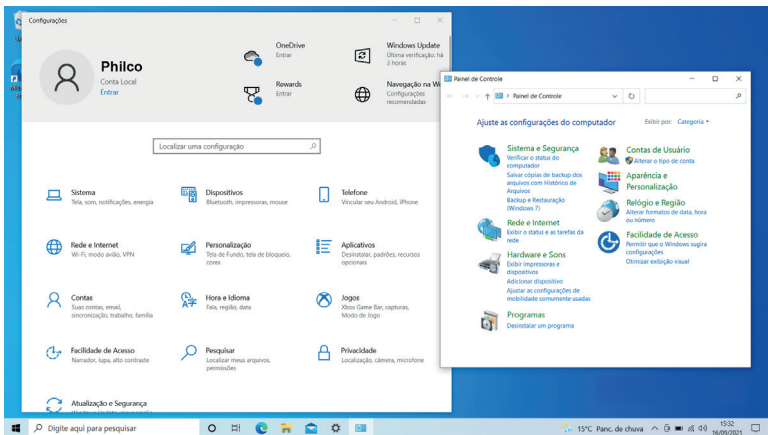 Configurações
Philco
Conta Local
Entrar
OneDrive
Entrar
Windows Update
Última verificação: há
3 horas
Rewards
Entrar
Navegação na We
Configurações
recomendadas
Localizar uma configuração
Sistema
Tela, som, notificações, energia
Dispositivos
Bluetooth, impressoras, mouse
Telefone
Vincular seu Android, iPhone
Rede e Internet
Wi-Fi, modo avião, VPN
Personalização
Tela de Fundo, tela de bloqueio,
cores
Aplicativos
Desinstalar, padrões, recursos
opcionais
Contas
Suas contas, email,
sincronização, trabalho, família
Hora e Idioma
Fala, região, data
Jogos
Xbox Game Bar, capturas,
Modo de Jogo
Facilidade de Acesso
Narrador, lupa, alto contraste
Pesquisar
Localizar meus arquivos,
permissões
Privacidade
Localização, câmera, microfone
Atualização e Segurança
Painel de Controle
Painel de Controle
Ajuste as configurações do computador
Exibir por: Categoria
Sistema e Segurança
Verificar o status do
computador
Salvar cópias de backup dos
arquivos com Histórico de
Arquivos
Backup e Restauração
(Windows 7)
Rede e Internet
Exibir o status e as tarefas da
rede
Hardware e Sons
Exibir impressoras e
dispositivos
Adicionar dispositivo
Ajustar as configurações de
mobilidade comumente usadas
Programas
Desinstalar um programa
Contas de Usuário
Alterar o tipo de conta
Aparência e
Personalização
Relógio e Região
Alterar formatos de data, hora
ou número
Facilidade de Acesso
Permitir que o Windows sugira
configurações
Otimizar exibição visual
Digite aqui para pesquisar
15°C Panc. de chuva
15:32
16/09/2021